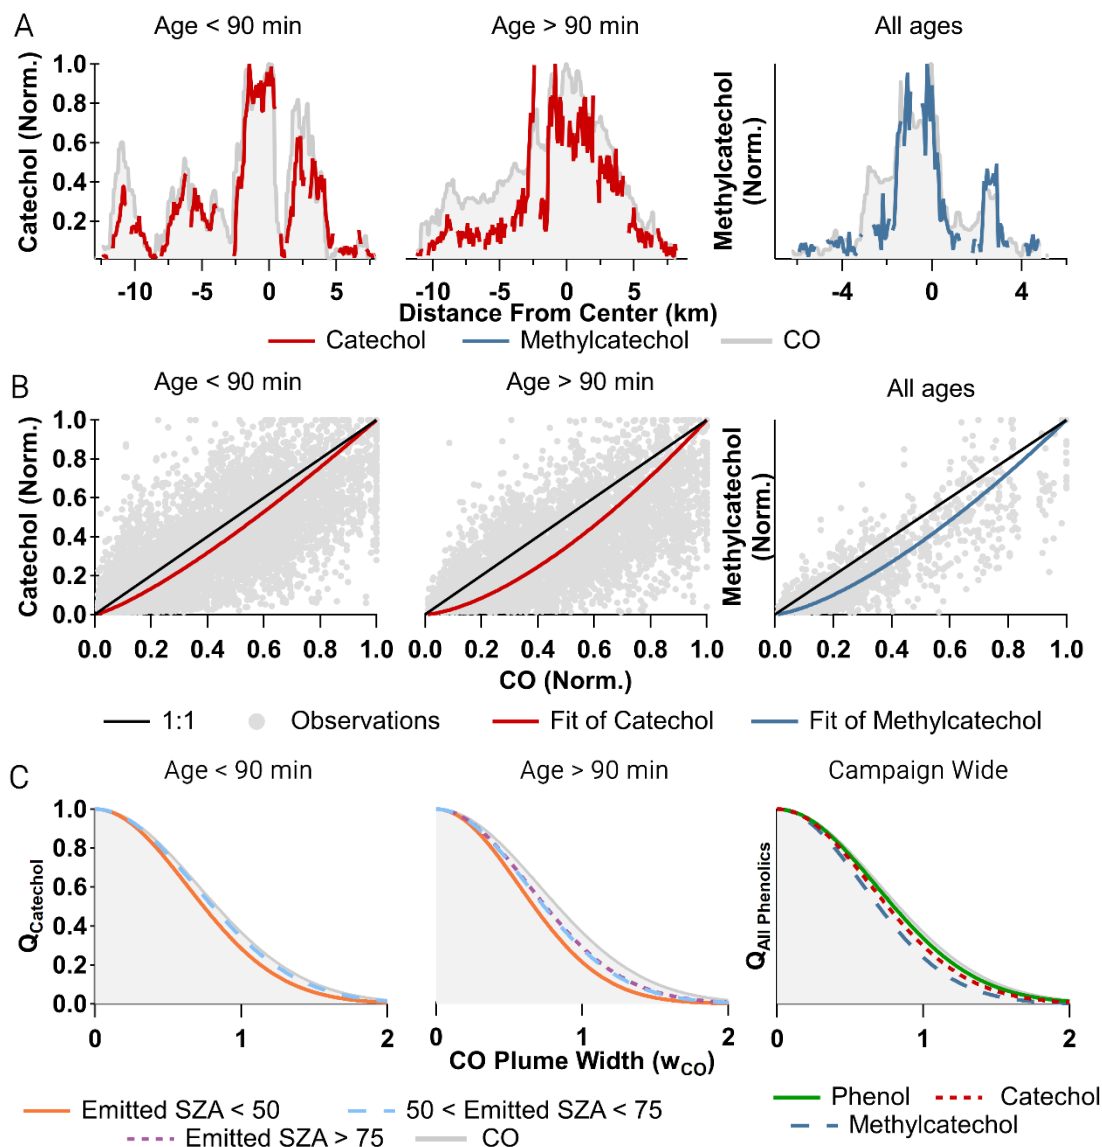 A
Age < 90 min
Age > 90 min
All ages
Catechol (Norm.)
1.0
0.8
0.6
0.4
0.2
Methylcatechol
(Norm.)
-10 -5 0 5
-10 -5 0 5
-4 0 4
Distance From Center (km)
Catechol Methylcatechol CO
B
Age < 90 min
Age > 90 min
All ages
Catechol (Norm.)
1.0
0.8
0.6
0.4
0.2
0.0
Methylcatechol
(Norm.)
0.0 0.2 0.4 0.6 0.8 1.0
0.0 0.2 0.4 0.6 0.8 1.0
0.0 0.2 0.4 0.6 0.8 1.0
CO (Norm.)
1:1 Observations Fit of Catechol Fit of Methylcatechol
C
Age < 90 min
Age > 90 min
Campaign Wide
QCatechol
1.0
0.8
0.6
0.4
0.2
0.0
QAll Phenolics
0 1 2
0 1 2
0 1 2
CO Plume Width (wCO)
Emitted SZA < 50 50 < Emitted SZA < 75
Emitted SZA > 75 CO
Phenol Catechol
Methylcatechol